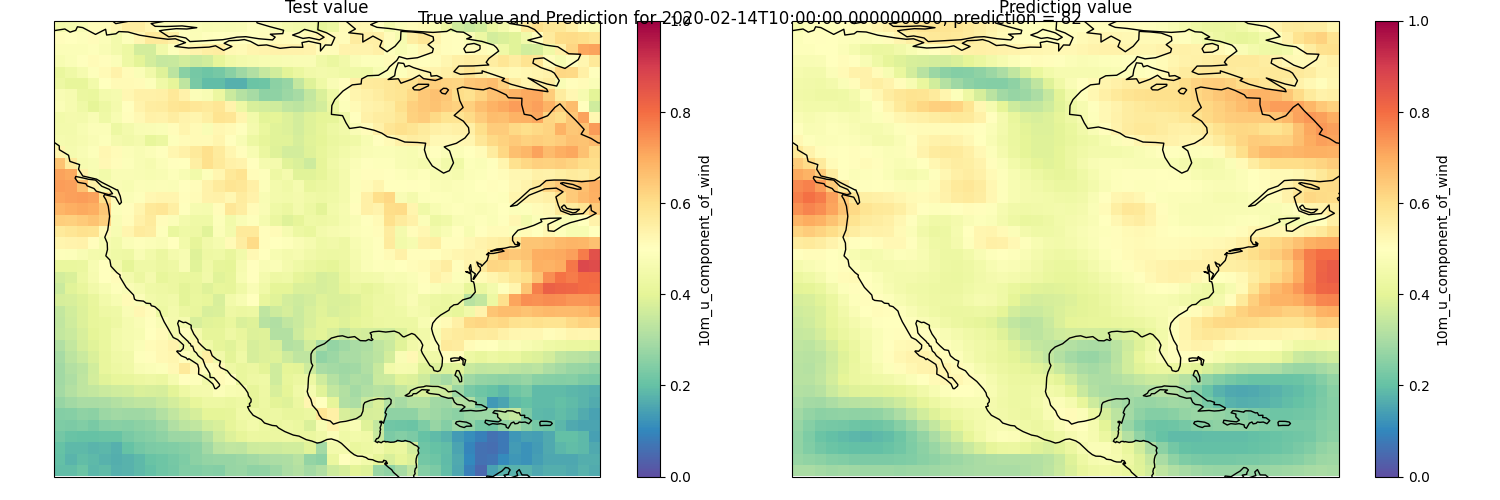 Test value
True value and Prediction for 2020-02-14T10:00:00.000000000, prediction = 82
Prediction value
1.0
0.8
0.6
0.4
0.2
0.0
10m_u_component_of_wind
1.0
0.8
0.6
0.4
0.2
0.0
10m_u_component_of_wind